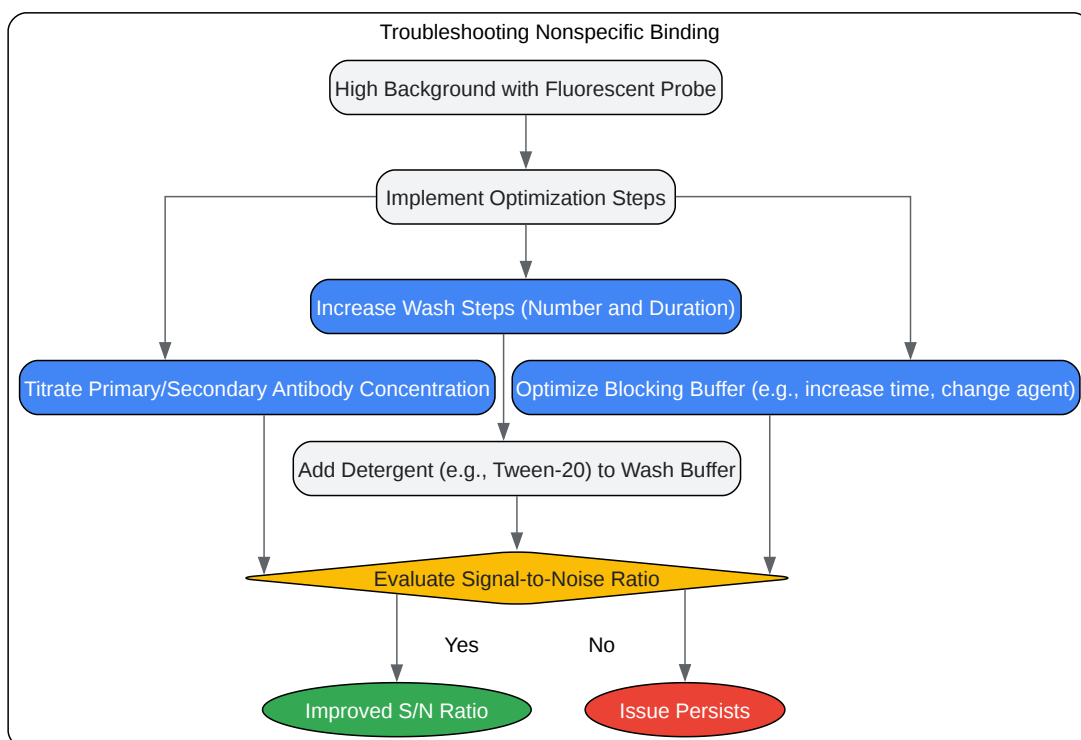 Troubleshooting Nonspecific Binding
High Background with Fluorescent Probe
Implement Optimization Steps
Increase Wash Steps (Number and Duration)
Titrate Primary/Secondary Antibody Concentration
Optimize Blocking Buffer (e.g., increase time, change agent)
Add Detergent (e.g., Tween-20) to Wash Buffer
Evaluate Signal-to-Noise Ratio
Yes
No
Improved S/N Ratio
Issue Persists